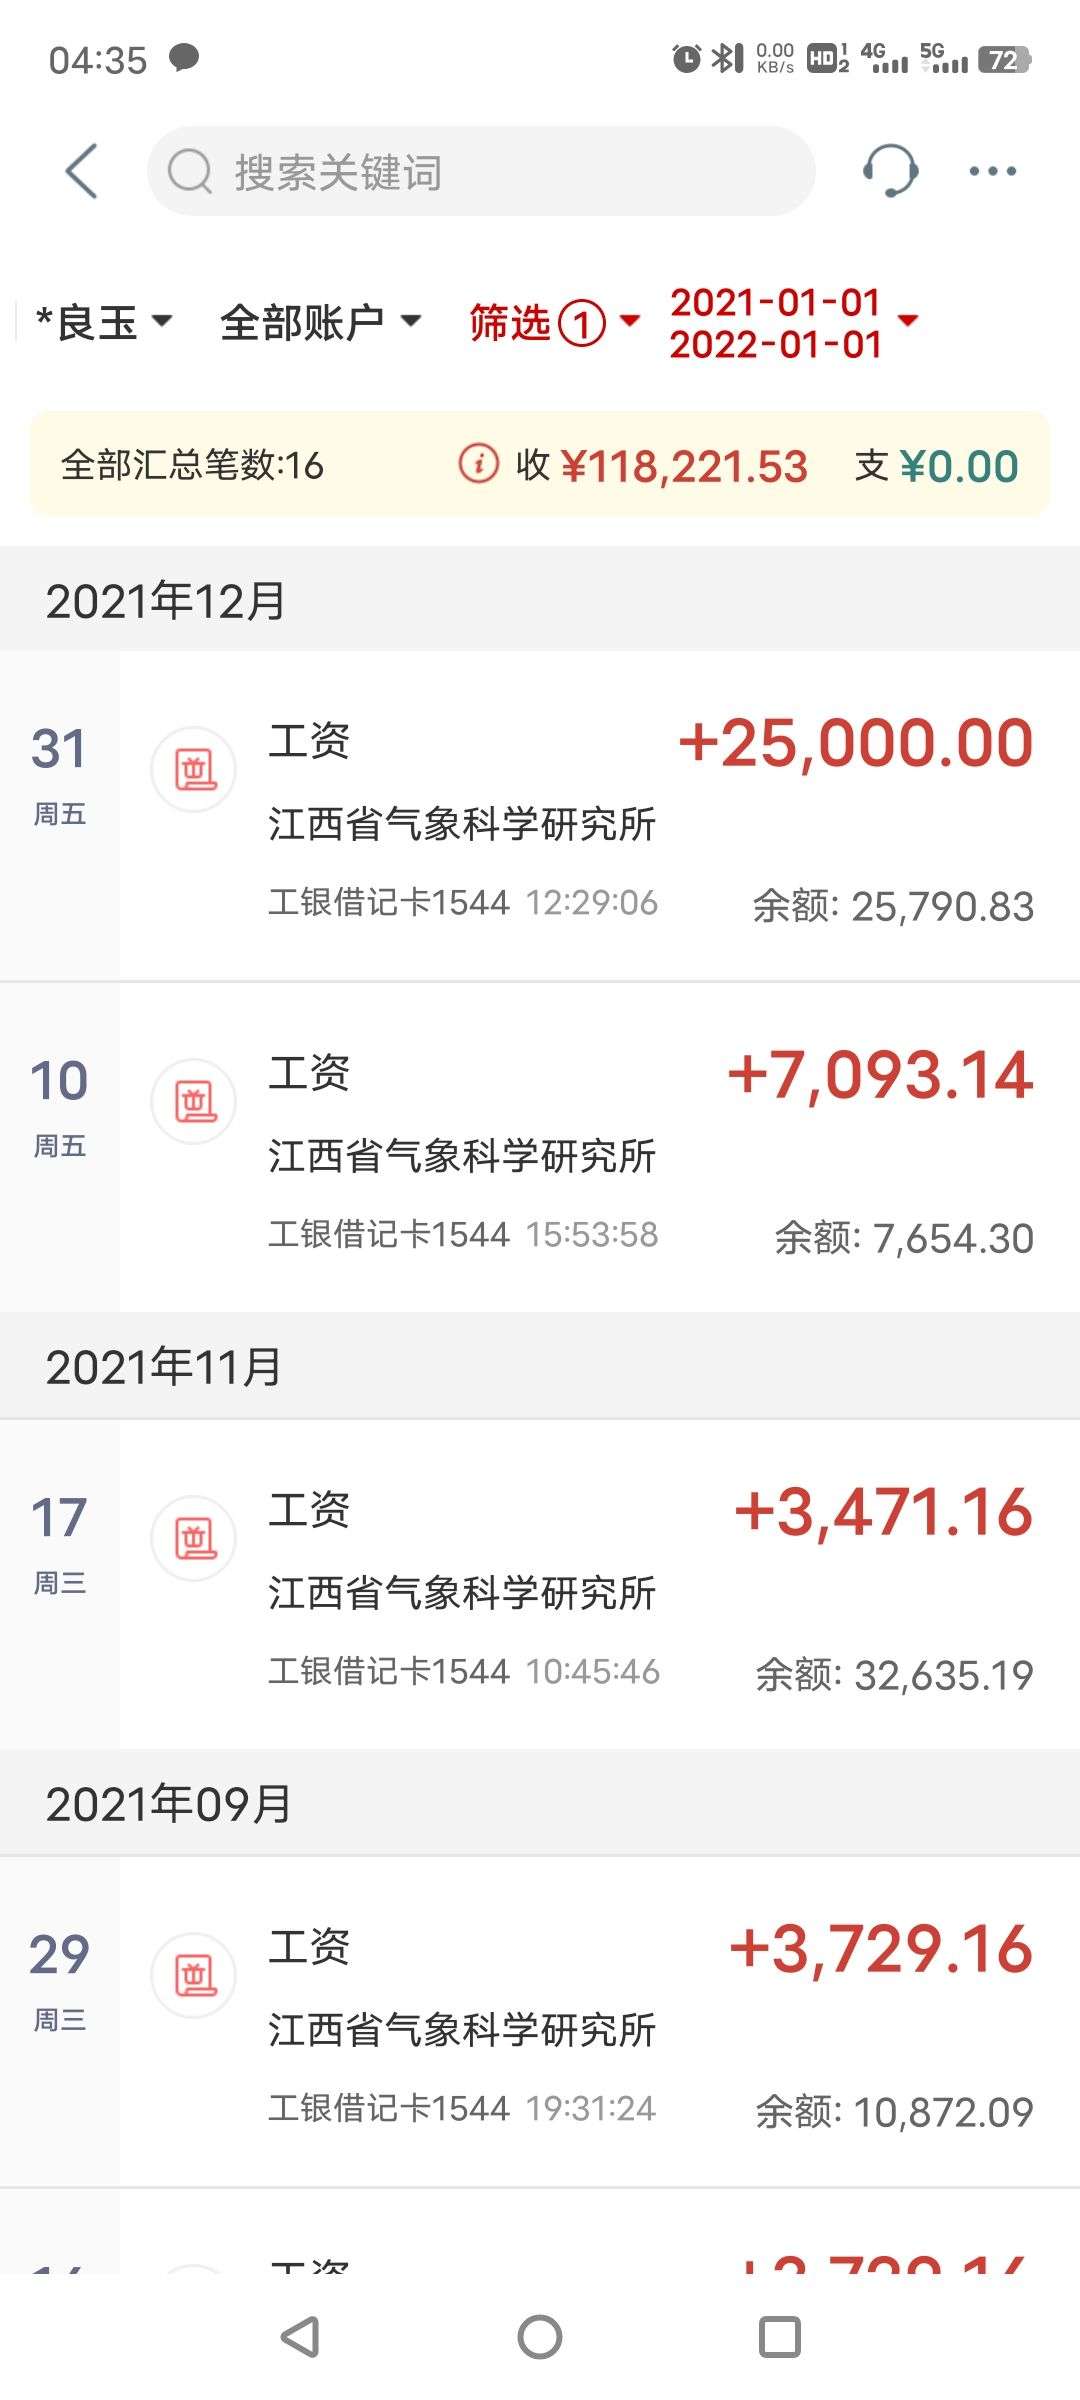 04:35
0.00 KB/s HD 1 2 4G 5G 72
搜索关键词
*良玉 全部账户 筛选① 2021-01-01
2022-01-01
全部汇总笔数:16 收 ¥118,221.53 支 ¥0.00
2021年12月
31 周五
工资 +25,000.00
江西省气象科学研究所
工银借记卡1544 12:29:06 余额: 25,790.83
10 周五
工资 +7,093.14
江西省气象科学研究所
工银借记卡1544 15:53:58 余额: 7,654.30
2021年11月
17 周三
工资 +3,471.16
江西省气象科学研究所
工银借记卡1544 10:45:46 余额: 32,635.19
2021年09月
29 周三
工资 +3,729.16
江西省气象科学研究所
工银借记卡1544 19:31:24 余额: 10,872.09
工资